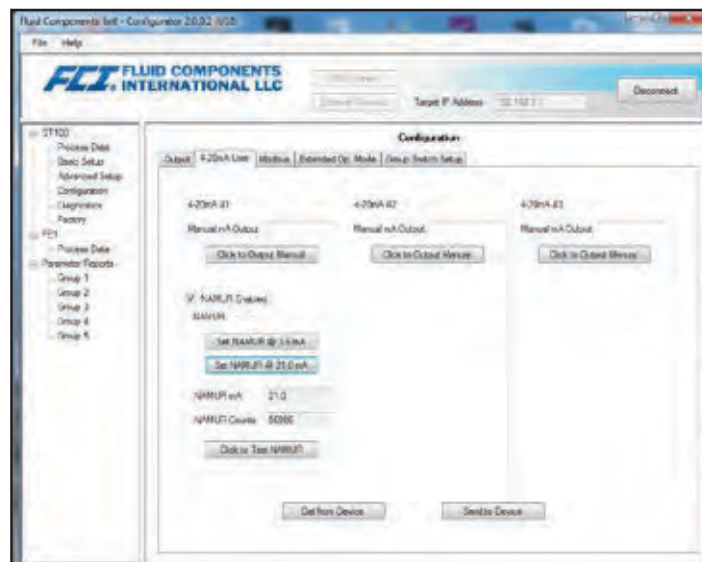 Fluid Components Intl - Configurator 2.0.0.2 /USB
File Help
FCI. FLUID COMPONENTS
INTERNATIONAL LLC
Target IP Address
Disconnect
ST100
Process Data
Basic Setup
Advanced Setup
Configuration
Diagnostics
Factory
FE1
Process Data
Parameter Reports
Group 1
Group 2
Group 3
Group 4
Group 5
Configuration
Output 4-20mA User Modbus Extended Op. Mode Group Switch Setup
4-20mA #1 4-20mA #2 4-20mA #3
Manual mA Output Manual mA Output Manual mA Output
Click to Output Manual Click to Output Manual Click to Output Manual
NAMUR Enabled
NAMUR
Set NAMUR @ 3.6 mA
Set NAMUR @ 21.0 mA
NAMUR mA 21.0
NAMUR Counts
Click to Test NAMUR
Get from Device Send to Device